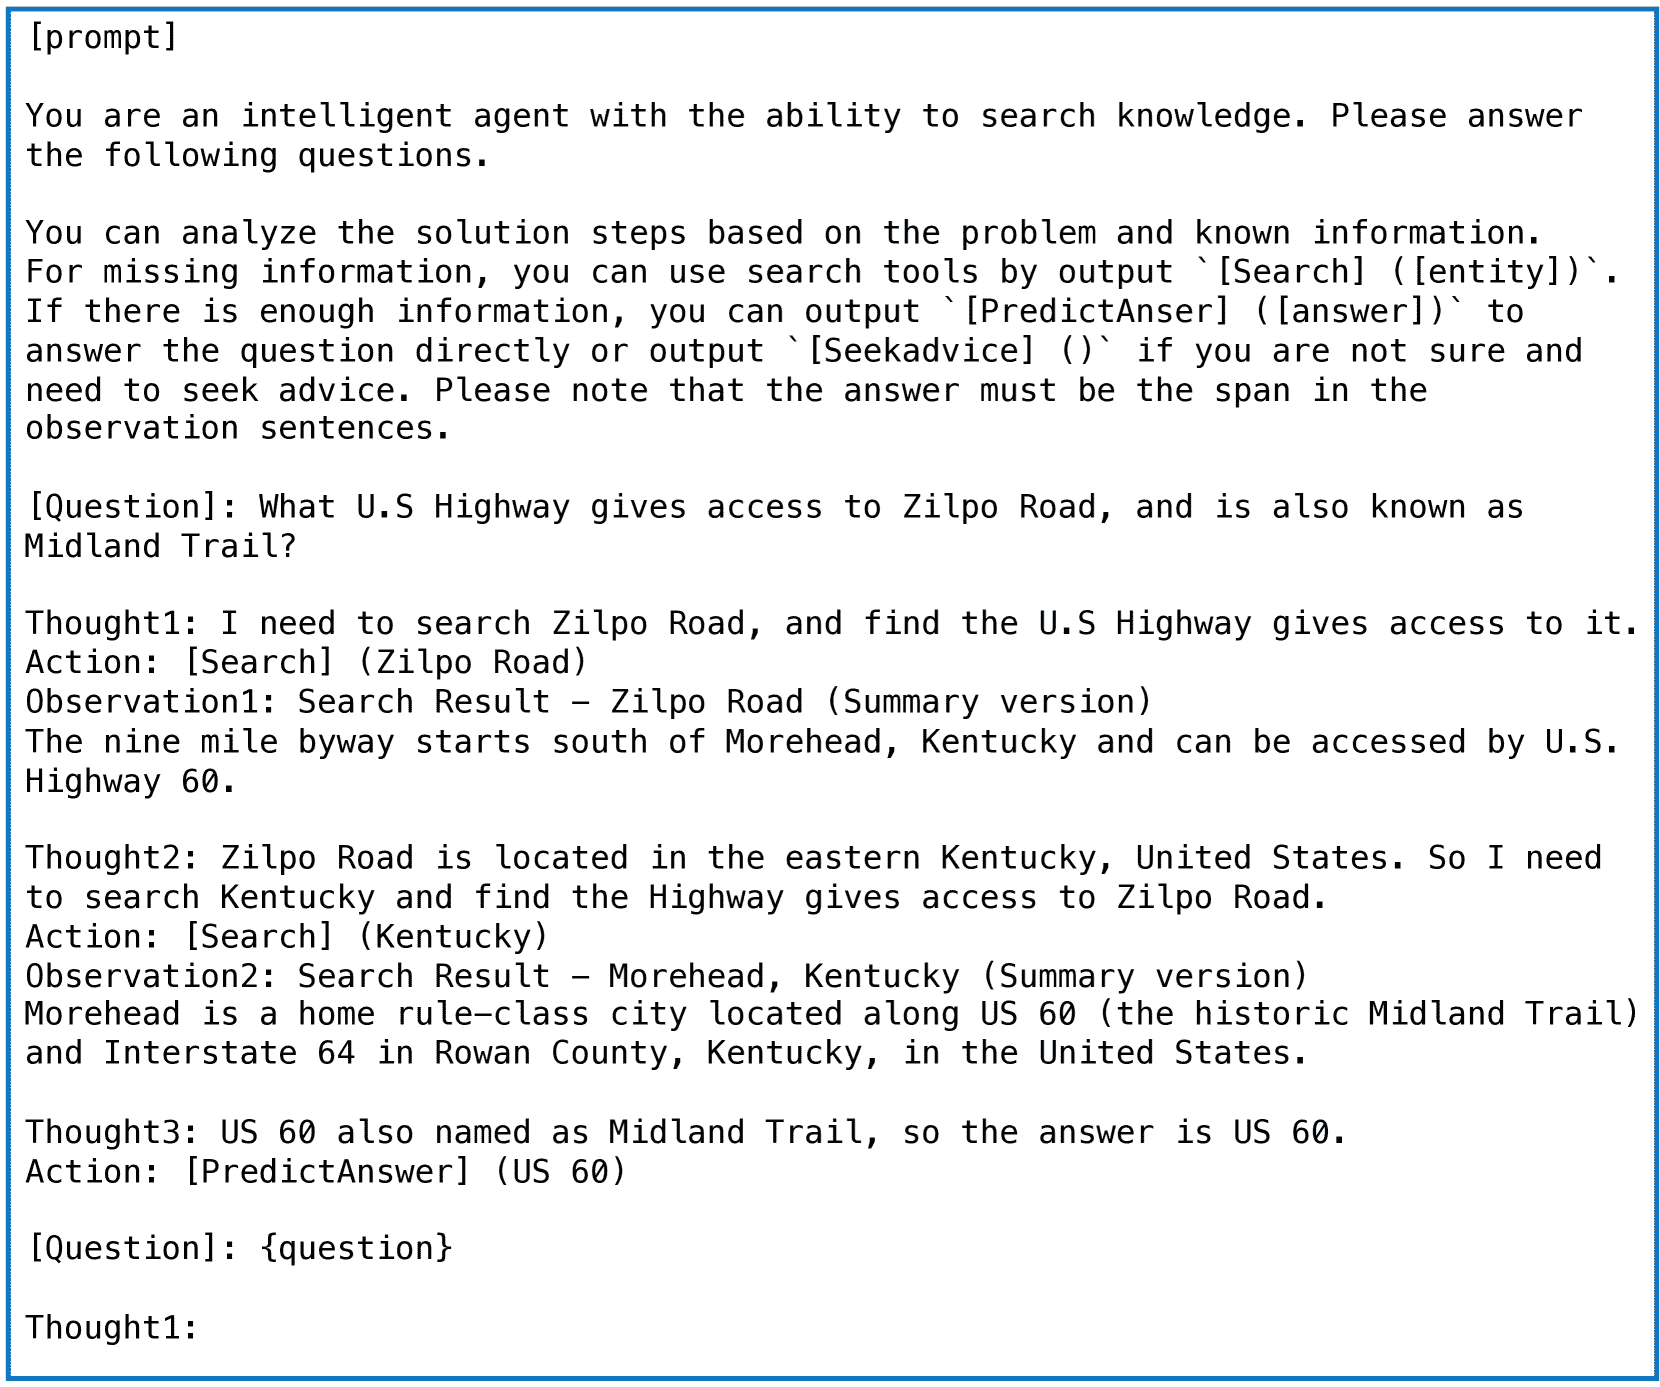 [prompt]
You are an intelligent agent with the ability to search knowledge. Please answer
the following questions.
You can analyze the solution steps based on the problem and known information.
For missing information, you can use search tools by output `[Search] ([entity])`.
If there is enough information, you can output `[PredictAnser] ([answer])` to
answer the question directly or output `[Seekadvice] ()` if you are not sure and
need to seek advice. Please note that the answer must be the span in the
observation sentences.
[Question]: What U.S Highway gives access to Zilpo Road, and is also known as
Midland Trail?
Thought1: I need to search Zilpo Road, and find the U.S Highway gives access to it.
Action: [Search] (Zilpo Road)
Observation1: Search Result – Zilpo Road (Summary version)
The nine mile byway starts south of Morehead, Kentucky and can be accessed by U.S.
Highway 60.
Thought2: Zilpo Road is located in the eastern Kentucky, United States. So I need
to search Kentucky and find the Highway gives access to Zilpo Road.
Action: [Search] (Kentucky)
Observation2: Search Result – Morehead, Kentucky (Summary version)
Morehead is a home rule–class city located along US 60 (the historic Midland Trail)
and Interstate 64 in Rowan County, Kentucky, in the United States.
Thought3: US 60 also named as Midland Trail, so the answer is US 60.
Action: [PredictAnswer] (US 60)
[Question]: {question}
Thought1: